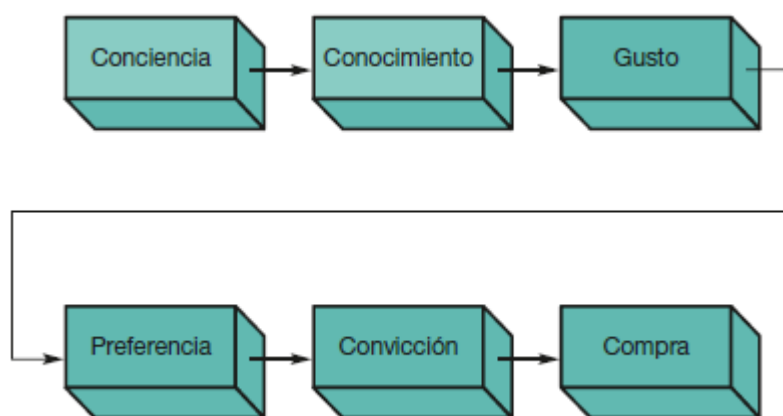 Conciencia
Conocimiento
Gusto
Preferencia
Convicción
Compra